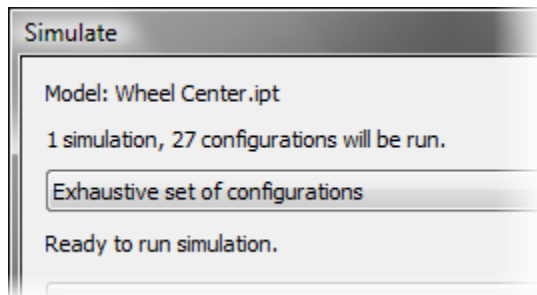 Simulate
Model: Wheel Center.ipt
1 simulation, 27 configurations will be run.
Exhaustive set of configurations
Ready to run simulation.